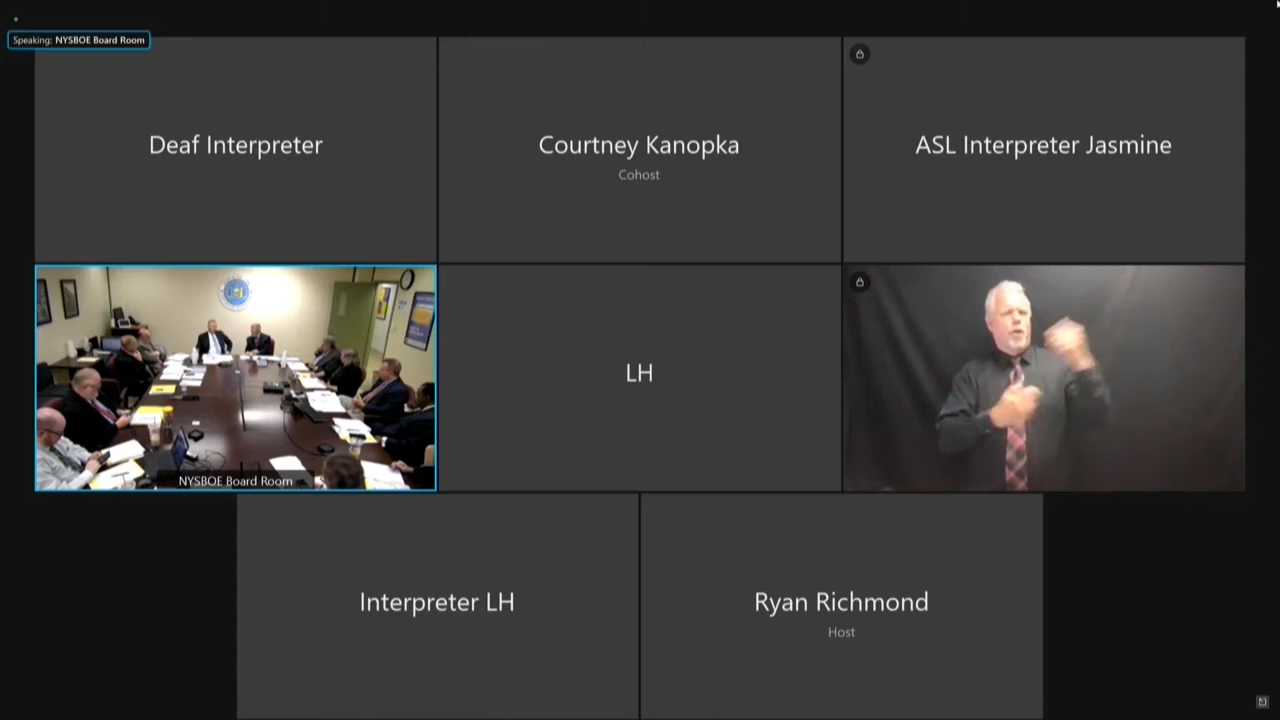 Speaking: NYSBOE Board Room
Deaf Interpreter
Courtney Kanopka
Cohost
ASL Interpreter Jasmine
NYSBOE Board Room
LH
Interpreter LH
Ryan Richmond
Host